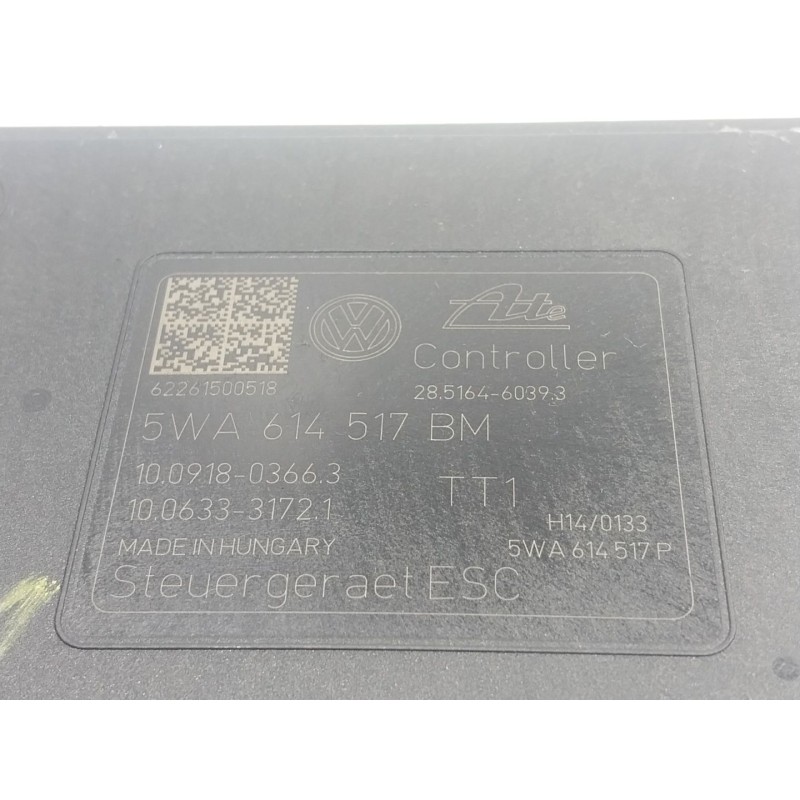 Ate
Controller
62261500518
28.5164-6039.3
5WA 614 517 BM
10.0918-0366.3
TT1
10.0633-3172.1
H14/0133
MADE IN HUNGARY
5WA 614 517 P
Steuergeraet ESC